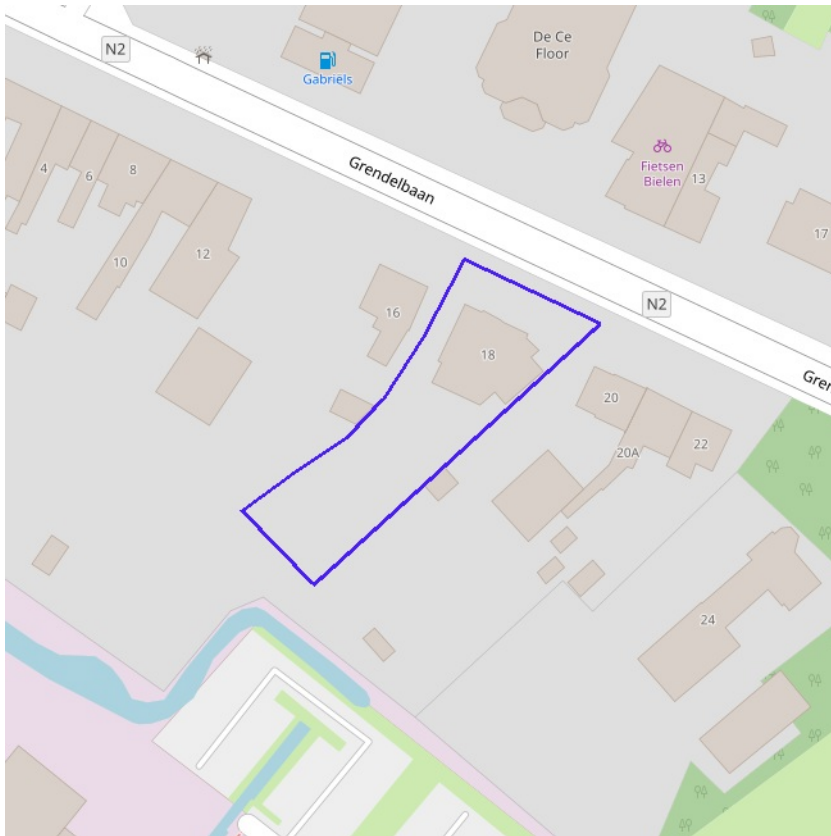 N2
Gabriëls
De Ce
Floor
Grendelbaan
Fietsen
Bielen
13
17
4
6
8
10
12
16
18
N2
Gren
20
20A
22
24